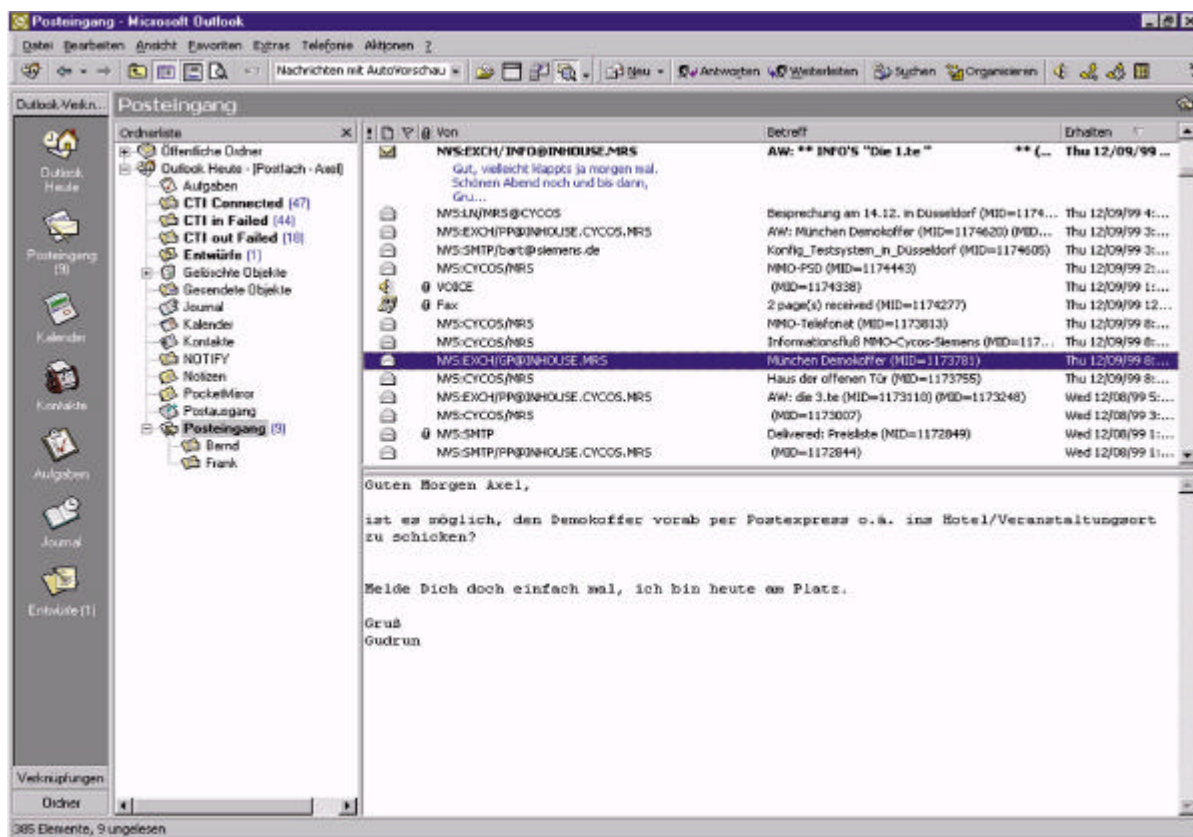 Posteingang - Microsoft Outlook
Datei Bearbeiten Ansicht Favoriten Extras Telefonie Aktionen ?
Nachrichten mit AutoVorschau Neu Antworten Weiterleiten Suchen Organisieren
Outlook-Verkn...
Posteingang
Outlook Heute
Posteingang (9)
Kalender
Kontakte
Aufgaben
Journal
Entwürfe (1)
Verknüpfungen
Ordner
Ordnerliste
Öffentliche Ordner
Outlook Heute - [Postfach - Axel]
Aufgaben
CTI Connected (47)
CTI in Failed (44)
CTI out Failed (18)
Entwürfe (1)
Gelöschte Objekte
Gesendete Objekte
Journal
Kalender
Kontakte
NOTIFY
Notizen
PocketMirror
Postausgang
Posteingang (9)
Bernd
Frank
Von Betreff Erhalten
NVS:EXCH/INFO@INHOUSE.MRS AW: ** INFO'S "Die 1.te " ** (... Thu 12/09/99 ...
Gut, vielleicht klappts ja morgen mal.
Schönen Abend noch und bis dann,
Gru...
NVS:LN/MRS@CYCOS Besprechung am 14.12. in Düsseldorf (MID=1174... Thu 12/09/99 4:...
NVS:EXCH/PP@INHOUSE.CYCOS.MRS AW: München Demokoffer (MID=1174620) (MID... Thu 12/09/99 3:...
NVS:SMTP/bart@siemens.de Konfig_Testsystem_in_Düsseldorf (MID=1174605) Thu 12/09/99 3:...
NVS:CYCOS/MRS MMO-PSD (MID=1174443) Thu 12/09/99 2:...
VOICE (MID=1174338) Thu 12/09/99 1:...
Fax 2 page(s) received (MID=1174277) Thu 12/09/99 12...
NVS:CYCOS/MRS MMO-Telefonat (MID=1173813) Thu 12/09/99 8:...
NVS:CYCOS/MRS Informationsfluß MMO-Cycos-Siemens (MID=117... Thu 12/09/99 8:...
NVS:EXCH/GP@INHOUSE.MRS München Demokoffer (MID=1173781) Thu 12/09/99 8:...
NVS:CYCOS/MRS Haus der offenen Tür (MID=1173755) Thu 12/09/99 8:...
NVS:EXCH/PP@INHOUSE.CYCOS.MRS AW: die 3.te (MID=1173110) (MID=1173248) Wed 12/08/99 5:...
NVS:CYCOS/MRS (MID=1173007) Wed 12/08/99 3:...
NVS:SMTP Delivered: Preisliste (MID=1172849) Wed 12/08/99 1:...
NVS:SMTP/PP@INHOUSE.CYCOS.MRS (MID=1172844) Wed 12/08/99 1:...
Guten Morgen Axel,
ist es möglich, den Demokoffer vorab per Postexpress o.ä. ins Hotel/Veranstaltungsort
zu schicken?
Melde Dich doch einfach mal, ich bin heute am Platz.
Gruß
Gudrun
385 Elemente, 9 ungelesen